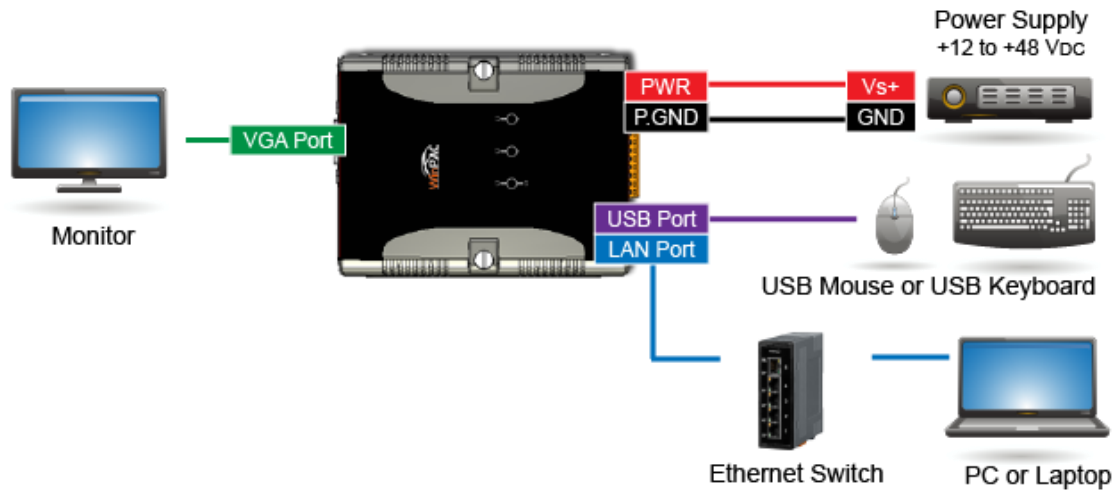 Power Supply
+12 to +48 VDC
PWR
Vs+
P.GND
GND
VGA Port
WinPAC
Monitor
USB Port
LAN Port
USB Mouse or USB Keyboard
Ethernet Switch
PC or Laptop